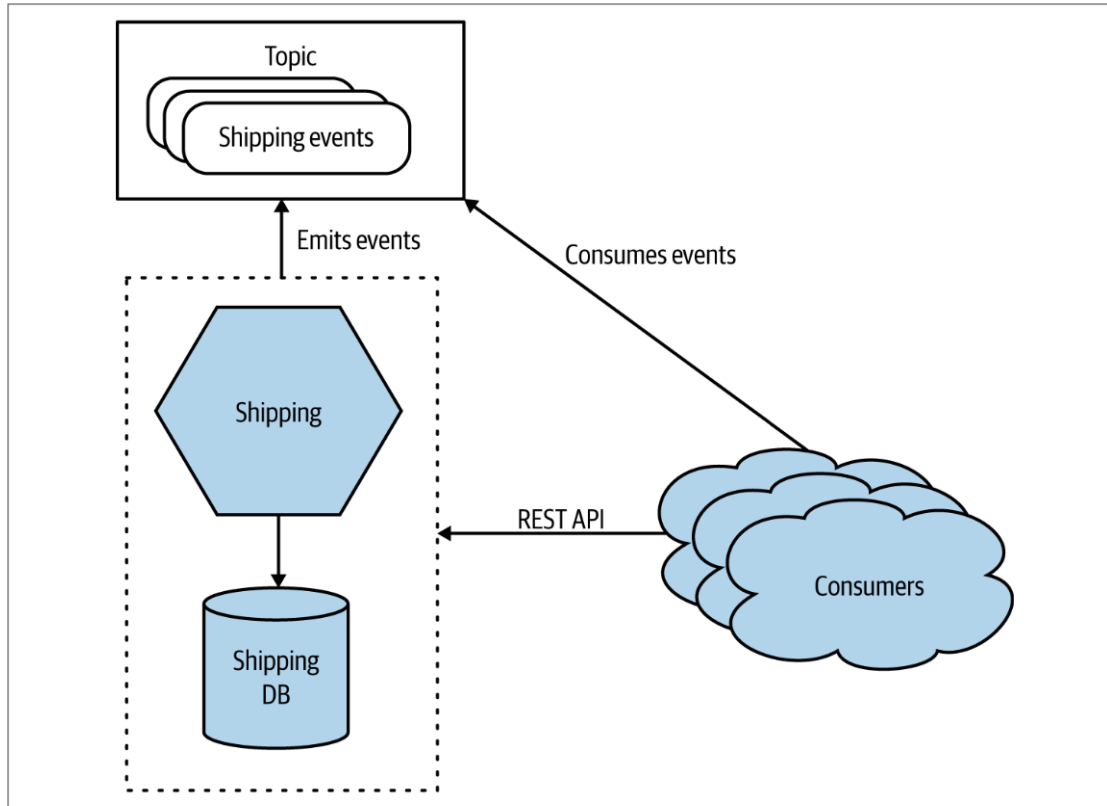 Topic
Shipping events
Emits events
Consumes events
Shipping
REST API
Consumers
Shipping
DB